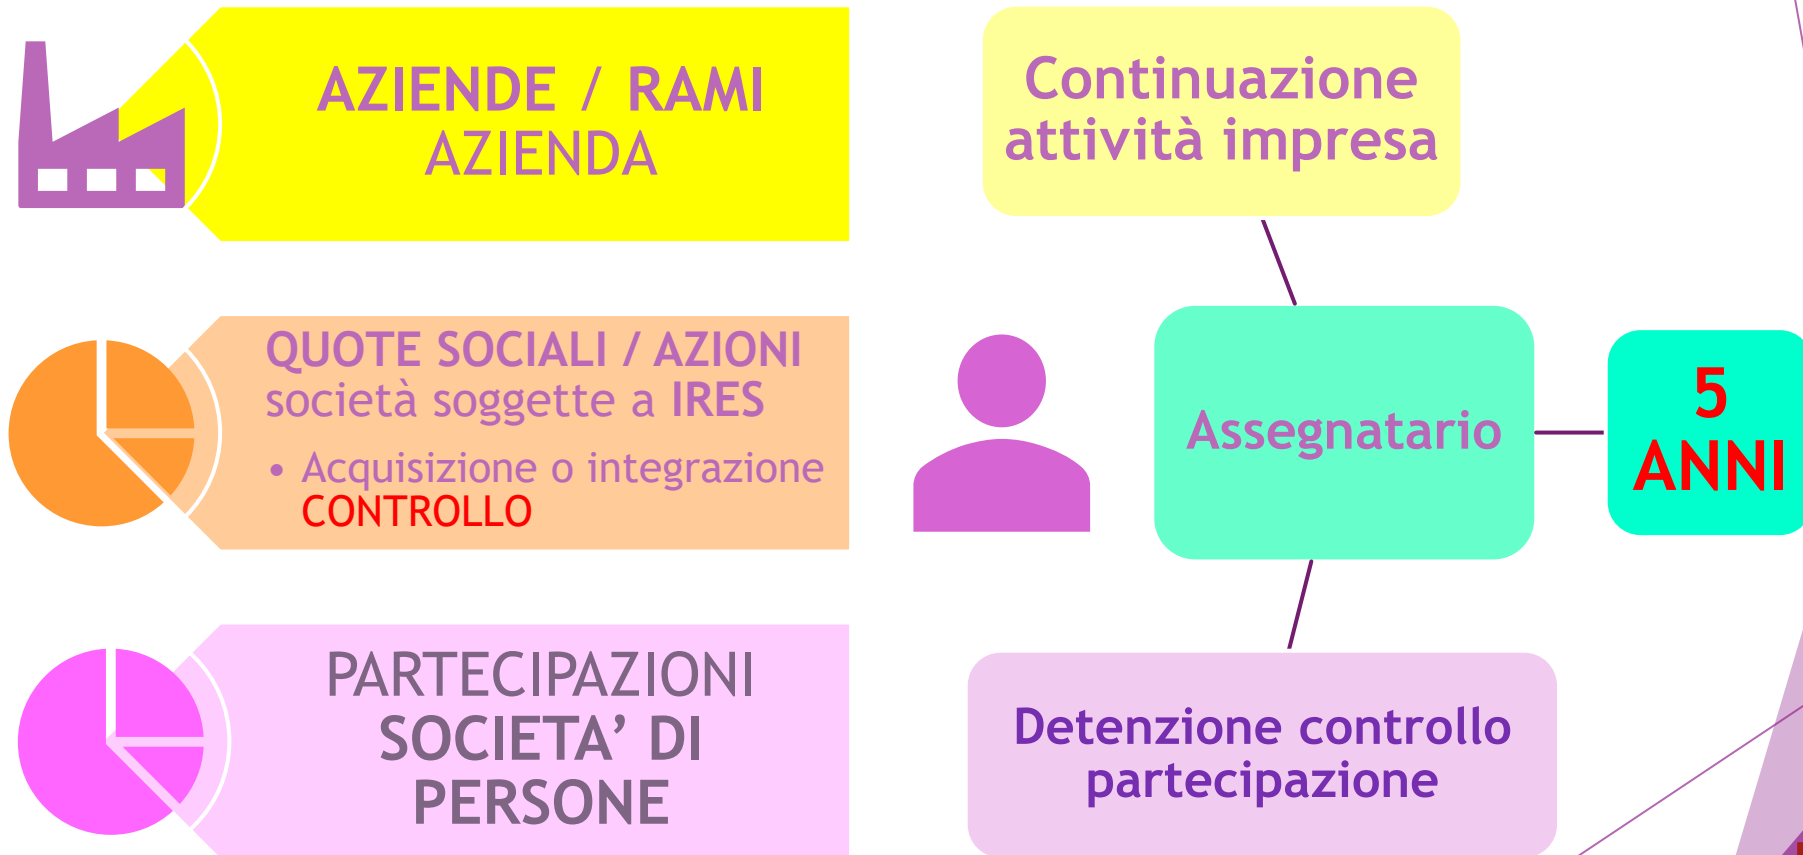 AZIENDE / RAMI
AZIENDA
QUOTE SOCIALI / AZIONI
società soggette a IRES
• Acquisizione o integrazione
CONTROLLO
PARTECIPAZIONI
SOCIETA’ DI
PERSONE
Continuazione
attività impresa
Assegnatario
5
ANNI
Detenzione controllo
partecipazione